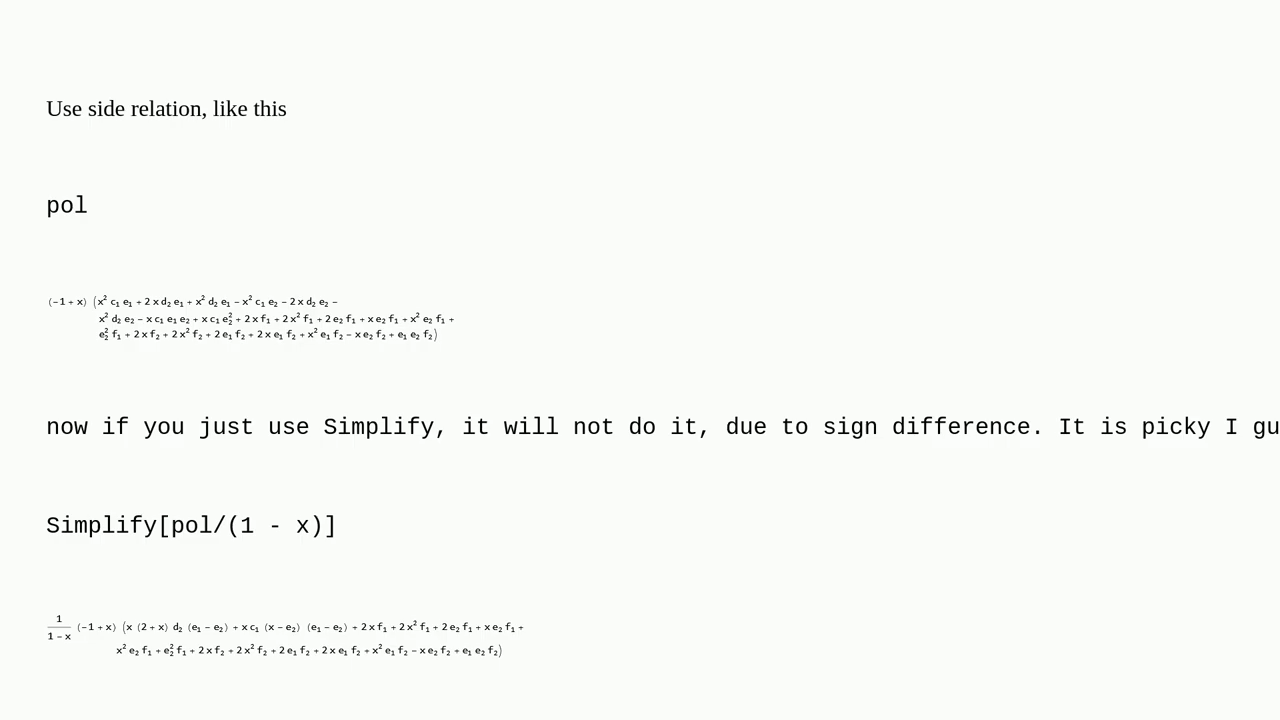 Use side relation, like this
pol
(-1 + x) (x² c₁ e₁ + 2 x d₂ e₁ + x² d₂ e₁ - x² c₁ e₂ - 2 x d₂ e₂ -
x² d₂ e₂ - x c₁ e₁ e₂ + x c₁ e₂² + 2 x f₁ + 2 x² f₁ + 2 e₂ f₁ + x e₂ f₁ + x² e₂ f₁ +
e₂² f₁ + 2 x f₂ + 2 x² f₂ + 2 e₁ f₂ + 2 x e₁ f₂ + x² e₁ f₂ - x e₂ f₂ + e₁ e₂ f₂)
now if you just use Simplify, it will not do it, due to sign difference. It is picky I gu
Simplify[pol/(1 - x)]
1/(1 - x) (-1 + x) (x (2 + x) d₂ (e₁ - e₂) + x c₁ (x - e₂) (e₁ - e₂) + 2 x f₁ + 2 x² f₁ + 2 e₂ f₁ + x e₂ f₁ +
x² e₂ f₁ + e₂² f₁ + 2 x f₂ + 2 x² f₂ + 2 e₁ f₂ + 2 x e₁ f₂ + x² e₁ f₂ - x e₂ f₂ + e₁ e₂ f₂)